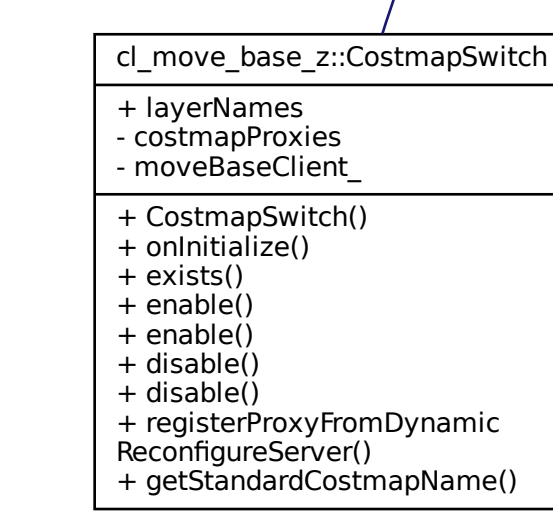 cl_move_base_z::CostmapSwitch
+ layerNames
- costmapProxies
- moveBaseClient_
+ CostmapSwitch()
+ onInitialize()
+ exists()
+ enable()
+ enable()
+ disable()
+ disable()
+ registerProxyFromDynamic
ReconfigureServer()
+ getStandardCostmapName()